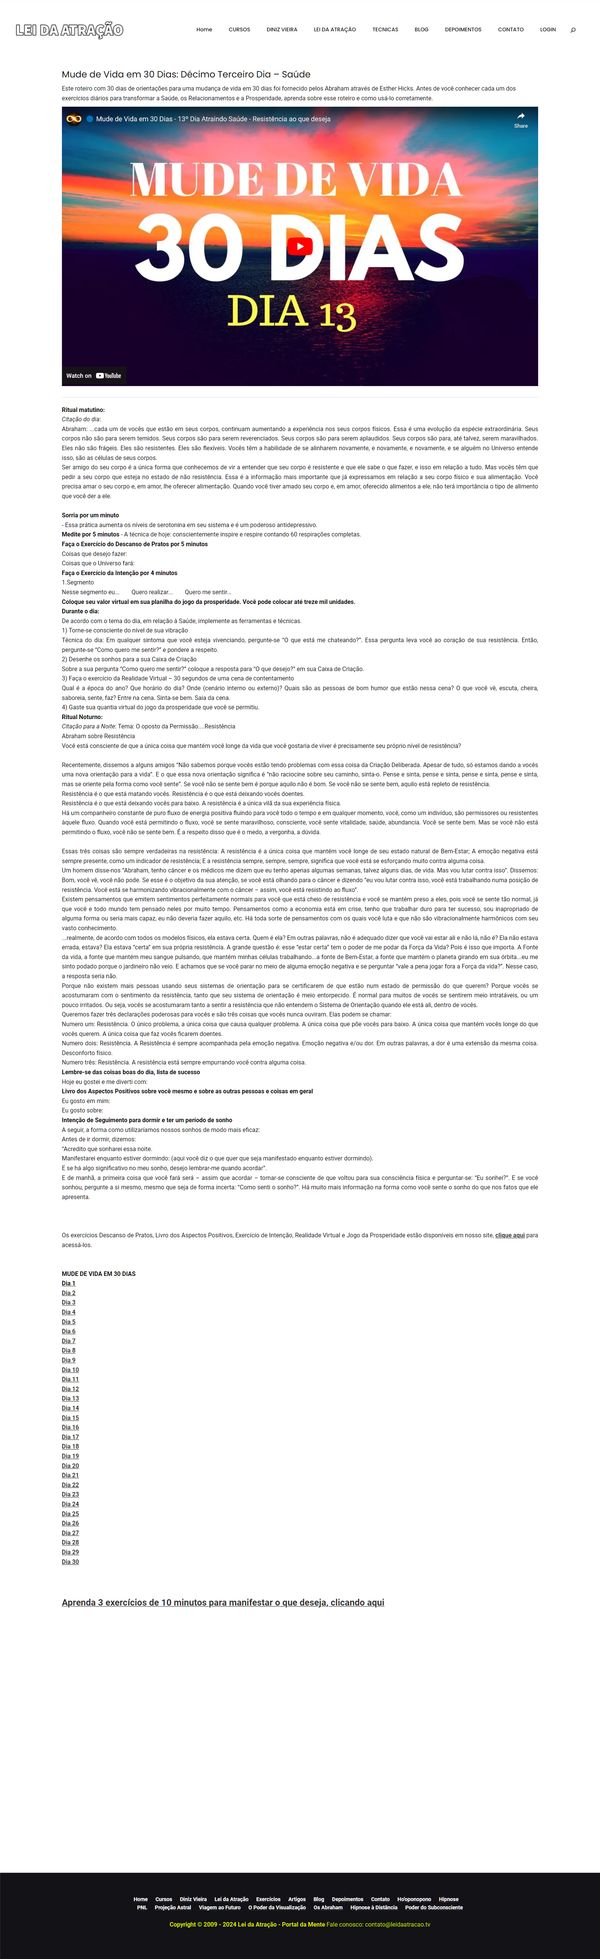 LEI DA ATRAÇÃO
Home CURSOS DINIZ VIEIRA LEI DA ATRAÇÃO TECNICAS BLOG DEPOIMENTOS CONTATO LOGIN
Mude de Vida em 30 Dias: Décimo Terceiro Dia – Saúde
Este roteiro com 30 dias de orientações para uma mudança de vida em 30 dias foi fornecido pelos Abraham através de Esther Hicks. Antes de você conhecer cada um dos
exercícios diários para transformar a Saúde, os Relacionamentos e a Prosperidade, aprenda sobre esse roteiro e como usá-lo corretamente.
Mude de Vida em 30 Dias - 13º Dia Atraindo Saúde - Resistência ao que deseja
Share
MUDE DE VIDA
30 DIAS
DIA 13
Watch on YouTube
Ritual matutino:
Citação do dia:
Abraham: ...cada um de vocês que estão em seus corpos, continuam aumentando a experiência nos seus corpos físicos. Essa é uma evolução da espécie extraordinária. Seus
corpos não são para serem temidos. Seus corpos são para serem reverenciados. Seus corpos são para serem aplaudidos. Seus corpos são para, até talvez, serem maravilhados.
Eles não são frágeis. Eles são resistentes. Eles são flexíveis. Vocês têm a habilidade de se alinharem novamente, e novamente, e novamente, e se alguém no Universo entende
isso, são as células de seus corpos.
Ser amigo do seu corpo é a única forma que conhecemos de vir a entender que seu corpo é resistente e que ele sabe o que fazer, e isso em relação a tudo. Mas vocês têm que
pedir a seu corpo que esteja no estado de não resistência. Essa é a informação mais importante que já expressamos em relação a seu corpo físico e sua alimentação. Você
precisa amar o seu corpo e, em amor, lhe oferecer alimentação. Quando você tiver amado seu corpo e, em amor, oferecido alimentos a ele, não terá importância o tipo de alimento
que você der a ele.
Sorria por um minuto
- Essa prática aumenta os níveis de serotonina em seu sistema e é um poderoso antidepressivo.
Medite por 5 minutos - A técnica de hoje: conscientemente inspire e respire contando 60 respirações completas.
Faça o Exercício do Descanso de Pratos por 5 minutos
Coisas que desejo fazer:
Coisas que o Universo fará:
Faça o Exercício da Intenção por 4 minutos
1.Segmento
Nesse segmento eu... Quero realizar... Quero me sentir...
Coloque seu valor virtual em sua planilha do jogo da prosperidade. Você pode colocar até treze mil unidades.
Durante o dia:
De acordo com o tema do dia, em relação à Saúde, implemente as ferramentas e técnicas.
1) Torne-se consciente do nível de sua vibração
Técnica do dia: Em qualquer sintoma que você esteja vivenciando, pergunte-se “O que está me chateando?”. Essa pergunta leva você ao coração de sua resistência. Então,
pergunte-se “Como quero me sentir?” e pondere a respeito.
2) Desenhe os sonhos para a sua Caixa de Criação
Sobre a sua pergunta “Como quero me sentir?” coloque a resposta para “O que desejo?” em sua Caixa de Criação.
3) Faça o exercício da Realidade Virtual – 30 segundos de uma cena de contentamento
Qual é a época do ano? Que horário do dia? Onde (cenário interno ou externo)? Quais são as pessoas de bom humor que estão nessa cena? O que você vê, escuta, cheira,
saboreia, sente, faz? Entre na cena. Sinta-se bem. Saia da cena.
4) Gaste sua quantia virtual do jogo da prosperidade que você se permitiu.
Ritual Noturno:
Citação para a Noite: Tema: O oposto da Permissão....Resistência
Abraham sobre Resistência
Você está consciente de que a única coisa que mantém você longe da vida que você gostaria de viver é precisamente seu próprio nível de resistência?
Recentemente, dissemos a alguns amigos “Não sabemos porque vocês estão tendo problemas com essa coisa da Criação Deliberada. Apesar de tudo, só estamos dando a vocês
uma nova orientação para a vida”. E o que essa nova orientação significa é “não raciocine sobre seu caminho, sinta-o. Pense e sinta, pense e sinta, pense e sinta, pense e sinta,
mas se oriente pela forma como você sente”. Se você não se sente bem é porque aquilo não é bom. Se você não se sente bem, aquilo está repleto de resistência.
Resistência é o que está matando vocês. Resistência é o que está deixando vocês doentes.
Resistência é o que está deixando vocês para baixo. A resistência é a única vilã da sua experiência física.
Há um companheiro constante de puro fluxo de energia positiva fluindo para você todo o tempo e em qualquer momento, você, como um indivíduo, são permissores ou resistentes
àquele fluxo. Quando você está permitindo o fluxo, você se sente maravilhoso, consciente, você sente vitalidade, saúde, abundancia. Você se sente bem. Mas se você não está
permitindo o fluxo, você não se sente bem. É a respeito disso que é o medo, a vergonha, a dúvida.
Essas três coisas são sempre verdadeiras na resistência: A resistência é a única coisa que mantém você longe de seu estado natural de Bem-Estar; A emoção negativa está
sempre presente, como um indicador de resistência; E a resistência sempre, sempre, sempre, significa que você está se esforçando muito contra alguma coisa.
Um homem disse-nos “Abraham, tenho câncer e os médicos me dizem que eu tenho apenas algumas semanas, talvez alguns dias, de vida. Mas vou lutar contra isso”. Dissemos:
Bom, você vê, você não pode. Se esse é o objetivo da sua atenção, se você está olhando para o câncer e dizendo “eu vou lutar contra isso, você está trabalhando numa posição de
resistência. Você está se harmonizando vibracionalmente com o câncer – assim, você está resistindo ao fluxo”.
Existem pensamentos que emitem sentimentos perfeitamente normais para você que está cheio de resistência e você se mantém preso a eles, pois você se sente tão normal, já
que você e todo mundo tem pensado neles por muito tempo. Pensamentos como a economia está em crise, tenho que trabalhar duro para ter sucesso, sou inapropriado de
alguma forma ou seria mais capaz, eu não deveria fazer aquilo, etc. Há toda sorte de pensamentos com os quais você luta e que não são vibracionalmente harmônicos com seu
vasto conhecimento.
...realmente, de acordo com todos os modelos físicos, ela estava certa. Quem é ela? Em outras palavras, não é adequado dizer que você vai estar ali e não lá, não é? Ela não estava
errada, estava? Ela estava “certa” em sua própria resistência. A grande questão é: esse “estar certa” tem o poder de me podar da Força da Vida? Pois é isso que importa. A Fonte
da vida, a fonte que mantém meu sangue pulsando, que mantém minhas células trabalhando...a fonte de Bem-Estar, a fonte que mantém o planeta girando em sua órbita...eu me
sinto podado porque o jardineiro não veio. E achamos que se você parar no meio de alguma emoção negativa e se perguntar “vale a pena jogar fora a Força da vida?”. Nesse caso,
a resposta seria não.
Porque não existem mais pessoas usando seus sistemas de orientação para se certificarem de que estão num estado de permissão do que querem? Porque vocês se
acostumaram com o sentimento da resistência, tanto que seu sistema de orientação é meio entorpecido. É normal para muitos de vocês se sentirem meio intratáveis, ou um
pouco irritados. Ou seja, vocês se acostumaram tanto a sentir a resistência que não entendem o Sistema de Orientação quando ele está ali, dentro de vocês.
Queremos fazer três declarações poderosas para vocês e são três coisas que vocês nunca ouviram. Elas podem se chamar:
Numero um: Resistência. O único problema, a única coisa que causa qualquer problema. A única coisa que põe vocês para baixo. A única coisa que mantém vocês longe do que
vocês querem. A única coisa que faz vocês ficarem doentes.
Numero dois: Resistência. A Resistência é sempre acompanhada pela emoção negativa. Emoção negativa e/ou dor. Em outras palavras, a dor é uma extensão da mesma coisa.
Desconforto físico.
Numero três: Resistência. A resistência está sempre empurrando você contra alguma coisa.
Lembre-se das coisas boas do dia, lista de sucesso
Hoje eu gostei e me diverti com:
Livro dos Aspectos Positivos sobre você mesmo e sobre as outras pessoas e coisas em geral
Eu gosto em mim:
Eu gosto sobre:
Intenção de Seguimento para dormir e ter um período de sonho
A seguir, a forma como utilizaríamos nossos sonhos de modo mais eficaz:
Antes de ir dormir, dizemos:
“Acredito que sonharei essa noite.
Manifestarei enquanto estiver dormindo: (aqui você diz o que quer que seja manifestado enquanto estiver dormindo).
E se há algo significativo no meu sonho, desejo lembrar-me quando acordar”.
E de manhã, a primeira coisa que você fará será – assim que acordar – tornar-se consciente de que voltou para sua consciência física e perguntar-se: “Eu sonhei?”. E se você
sonhou, pergunte a si mesmo, mesmo que seja de forma incerta: “Como senti o sonho?”. Há muito mais informação na forma como você sente o sonho do que nos fatos que ele
apresenta.
Os exercícios Descanso de Pratos, Livro dos Aspectos Positivos, Exercício de Intenção, Realidade Virtual e Jogo da Prosperidade estão disponíveis em nosso site, clique aqui para
acessá-los.
MUDE DE VIDA EM 30 DIAS
Dia 1
Dia 2
Dia 3
Dia 4
Dia 5
Dia 6
Dia 7
Dia 8
Dia 9
Dia 10
Dia 11
Dia 12
Dia 13
Dia 14
Dia 15
Dia 16
Dia 17
Dia 18
Dia 19
Dia 20
Dia 21
Dia 22
Dia 23
Dia 24
Dia 25
Dia 26
Dia 27
Dia 28
Dia 29
Dia 30
Aprenda 3 exercícios de 10 minutos para manifestar o que deseja, clicando aqui
Home Cursos Diniz Vieira Lei da Atração Exercícios Artigos Blog Depoimentos Contato Ho'oponopono Hipnose
PNL Projeção Astral Viagem ao Futuro O Poder da Visualização Os Abraham Hipnose à Distância Poder do Subconsciente
Copyright © 2009 - 2024 Lei da Atração - Portal da Mente Fale conosco: contato@leidaatracao.tv